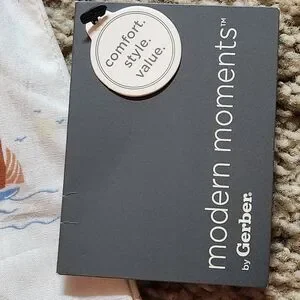 comfort.
style.
value.
modern moments™
by Gerber®